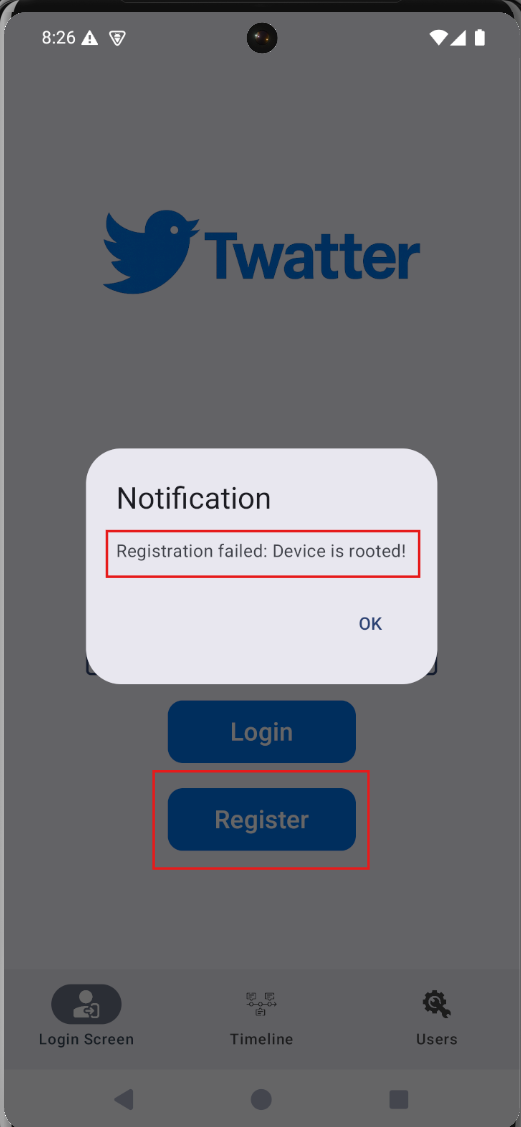 8:26
Twatter
Notification
Registration failed: Device is rooted!
OK
Login
Register
Login Screen
Timeline
Users